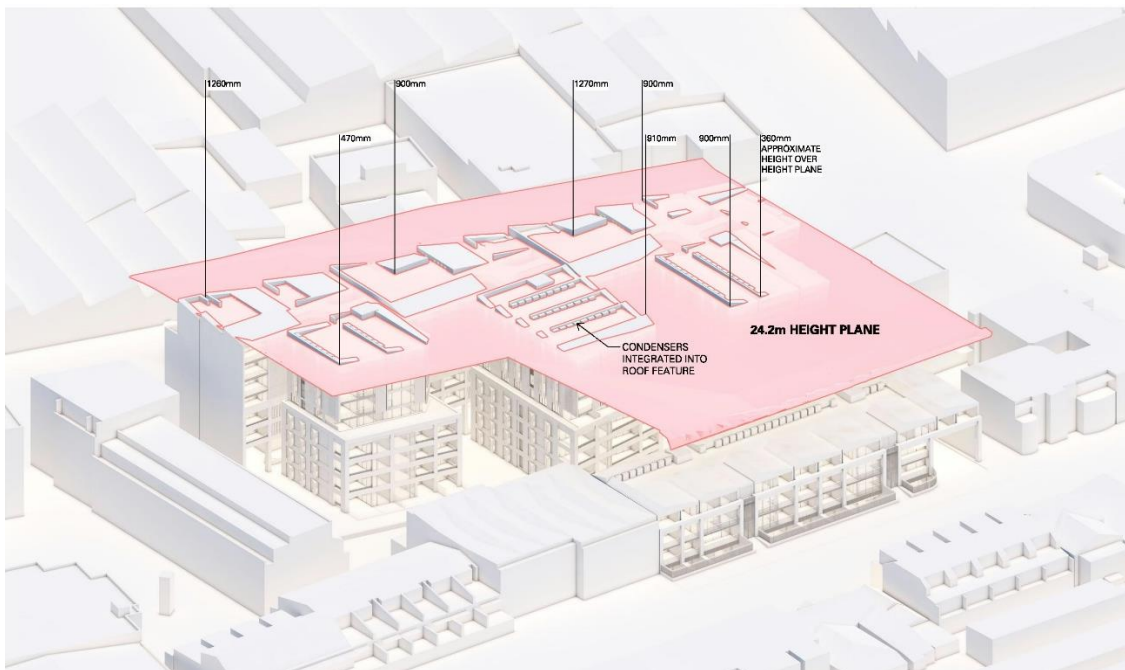 1260mm
900mm
1270mm
900mm
470mm
910mm
900mm
360mm
APPROXIMATE
HEIGHT OVER
HEIGHT PLANE
24.2m HEIGHT PLANE
CONDENSERS
INTEGRATED INTO
ROOF FEATURE